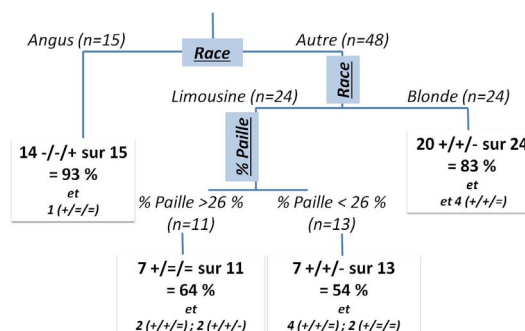 Angus (n=15)
Race
Autre (n=48)
Race
Limousine (n=24)
Blonde (n=24)
14 -/-/+ sur 15
= 93 %
et
1 (+/=/=)
% Paille
20 +/+/- sur 24
= 83 %
et
et 4 (+/+/=)
% Paille >26 %
(n=11)
% Paille < 26 %
(n=13)
7 +/=/= sur 11
= 64 %
et
2 (+/+/=) ; 2 (+/+/-)
7 +/+/- sur 13
= 54 %
et
4 (+/+/=) ; 2 (+/=/=)